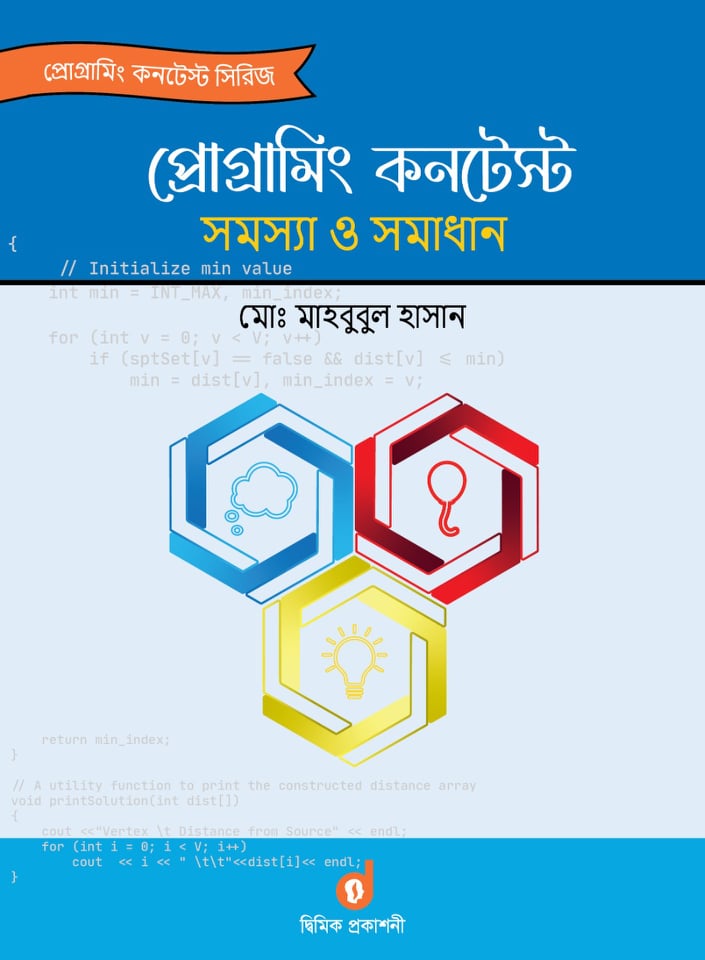 প্রোগ্রামিং কনটেস্ট সিরিজ
প্রোগ্রামিং কনটেস্ট
সমস্যা ও সমাধান
{
// Initialize min value
int min = INT_MAX, min_index;
মোঃ মাহবুবুল হাসান
for (int v = 0; v < V; v++)
if (sptSet[v] == false && dist[v] <= min)
min = dist[v], min_index = v;
return min_index;
}
// A utility function to print the constructed distance array
void printSolution(int dist[])
{
cout <<"Vertex \t Distance from Source" << endl;
for (int i = 0; i < V; i++)
cout << i << " \t\t"<<dist[i]<< endl;
}
দ্বিমিক প্রকাশনী